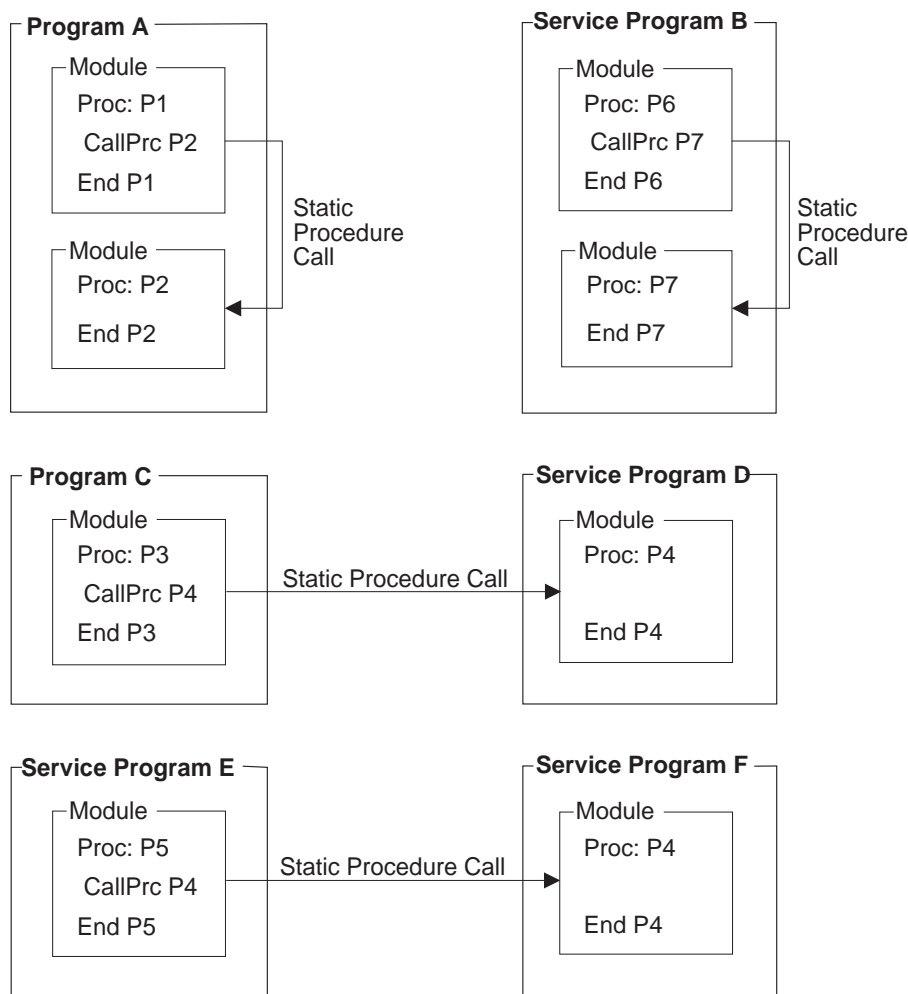 Program A
Module
Proc: P1
CallPrc P2
End P1
Static
Procedure
Call
Module
Proc: P2
End P2
Service Program B
Module
Proc: P6
CallPrc P7
End P6
Static
Procedure
Call
Module
Proc: P7
End P7
Program C
Module
Proc: P3
CallPrc P4
End P3
Static Procedure Call
Service Program D
Module
Proc: P4
End P4
Service Program E
Module
Proc: P5
CallPrc P4
End P5
Static Procedure Call
Service Program F
Module
Proc: P4
End P4